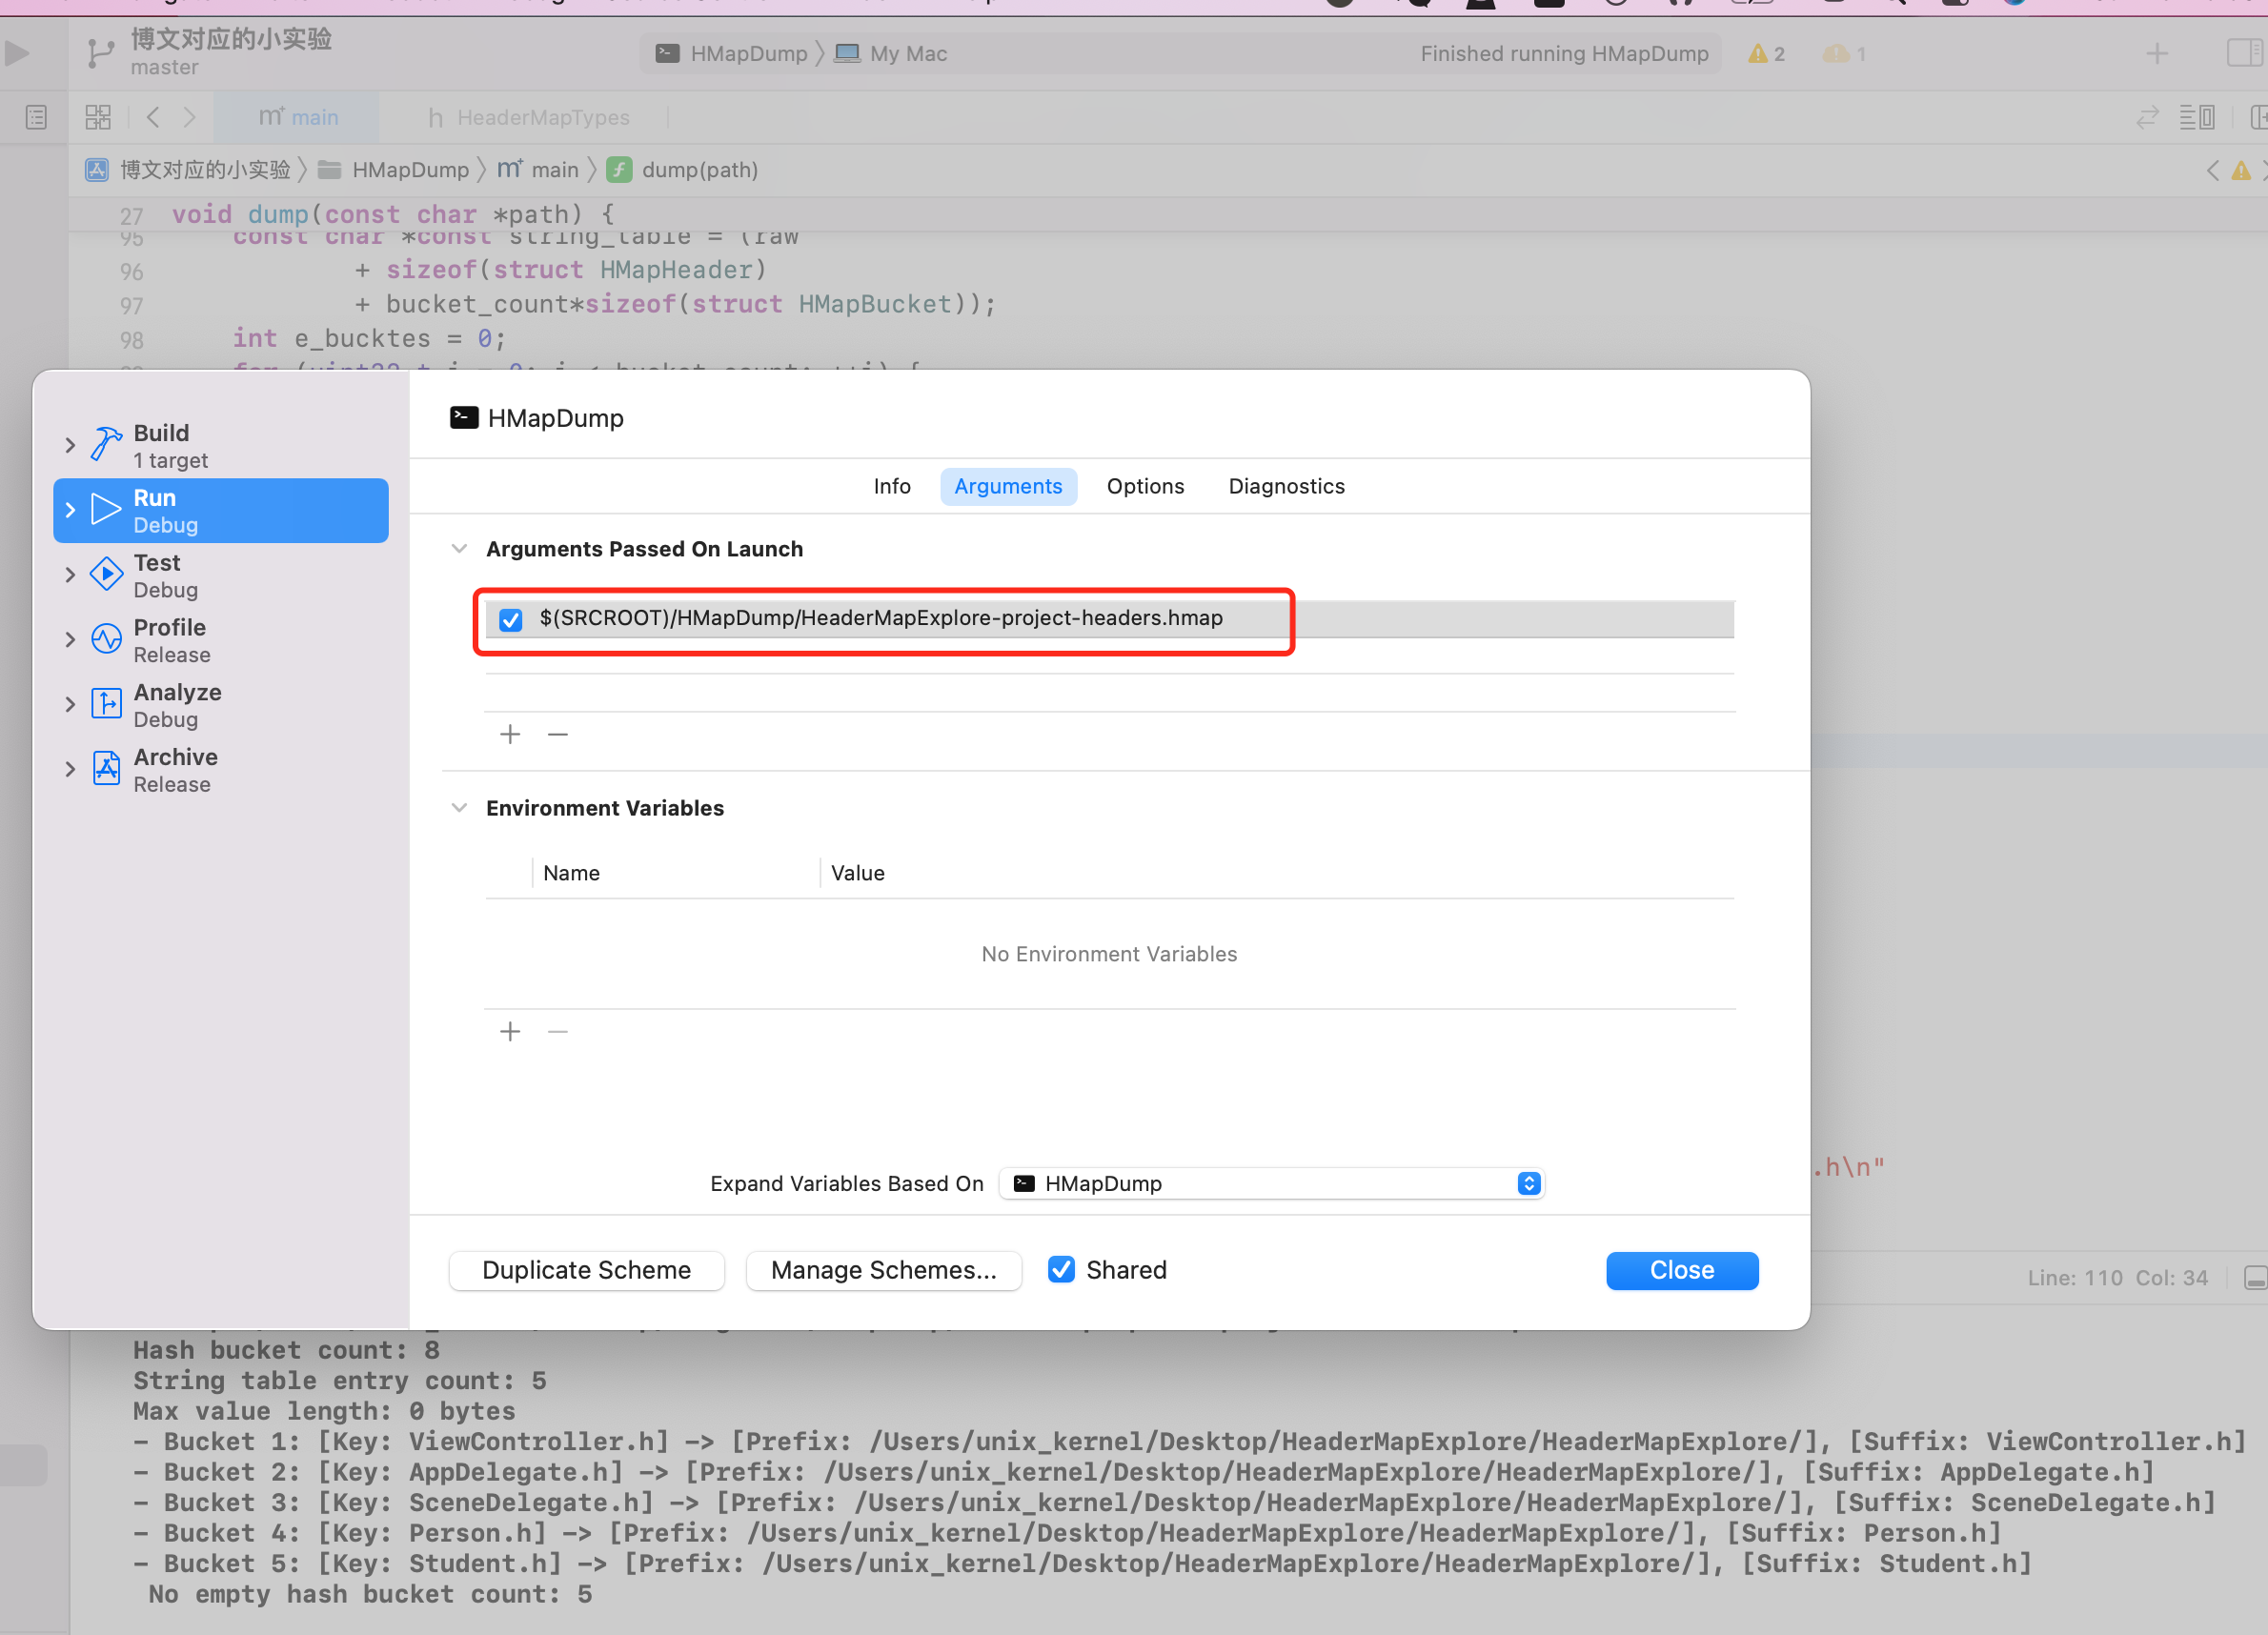 博文对应的小实验
master
HMapDump
My Mac
Finished running HMapDump
2
1
m+ main
h HeaderMapTypes
博文对应的小实验
HMapDump
m+ main
f dump(path)
27 void dump(const char *path) {
95 const char *const string_table = (raw
96 + sizeof(struct HMapHeader)
97 + bucket_count*sizeof(struct HMapBucket));
98 int e_bucktes = 0;
HMapDump
Build
1 target
Run
Debug
Test
Debug
Profile
Release
Analyze
Debug
Archive
Release
Info
Arguments
Options
Diagnostics
Arguments Passed On Launch
$(SRCROOT)/HMapDump/HeaderMapExplore-project-headers.hmap
Environment Variables
Name
Value
No Environment Variables
Expand Variables Based On
HMapDump
.h\n"
Duplicate Scheme
Manage Schemes...
Shared
Close
Line: 110 Col: 34
Hash bucket count: 8
String table entry count: 5
Max value length: 0 bytes
– Bucket 1: [Key: ViewController.h] –> [Prefix: /Users/unix_kernel/Desktop/HeaderMapExplore/HeaderMapExplore/], [Suffix: ViewController.h]
– Bucket 2: [Key: AppDelegate.h] –> [Prefix: /Users/unix_kernel/Desktop/HeaderMapExplore/HeaderMapExplore/], [Suffix: AppDelegate.h]
– Bucket 3: [Key: SceneDelegate.h] –> [Prefix: /Users/unix_kernel/Desktop/HeaderMapExplore/HeaderMapExplore/], [Suffix: SceneDelegate.h]
– Bucket 4: [Key: Person.h] –> [Prefix: /Users/unix_kernel/Desktop/HeaderMapExplore/HeaderMapExplore/], [Suffix: Person.h]
– Bucket 5: [Key: Student.h] –> [Prefix: /Users/unix_kernel/Desktop/HeaderMapExplore/HeaderMapExplore/], [Suffix: Student.h]
No empty hash bucket count: 5